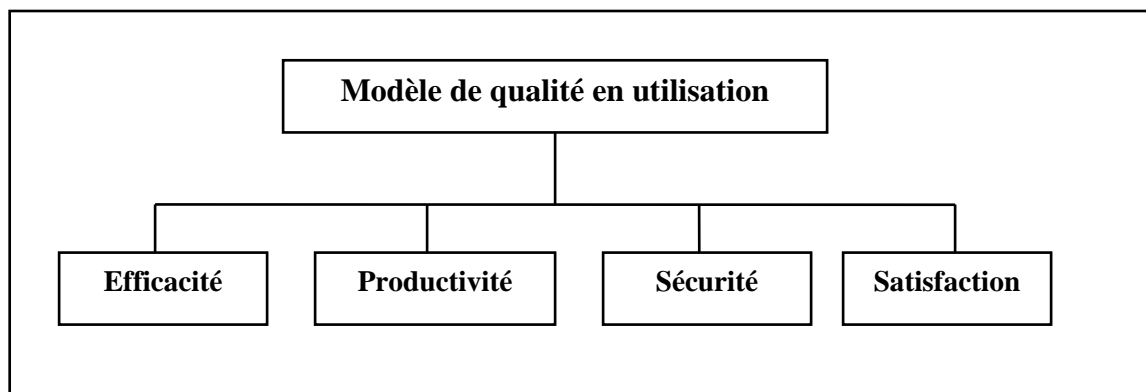 Modèle de qualité en utilisation
Efficacité
Productivité
Sécurité
Satisfaction